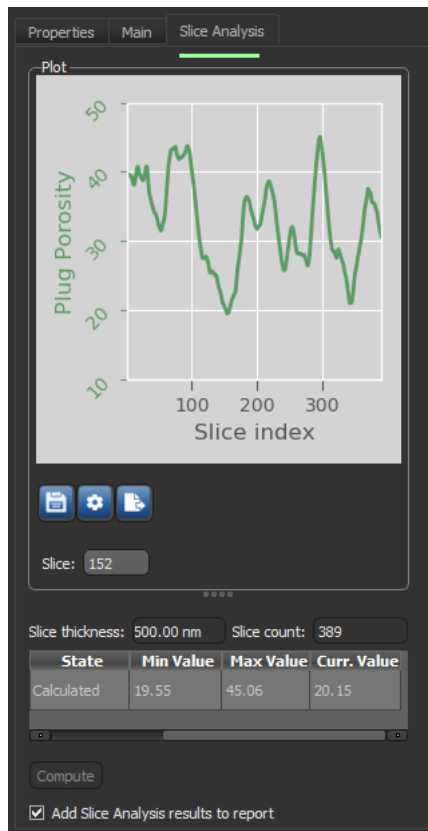 Properties Main Slice Analysis
Plot
50
40
30
20
10
Plug Porosity
100 200 300
Slice index
Slice: 152
Slice thickness: 500.00 nm Slice count: 389
State Min Value Max Value Curr. Value
Calculated 19.55 45.06 20.15
Compute
Add Slice Analysis results to report